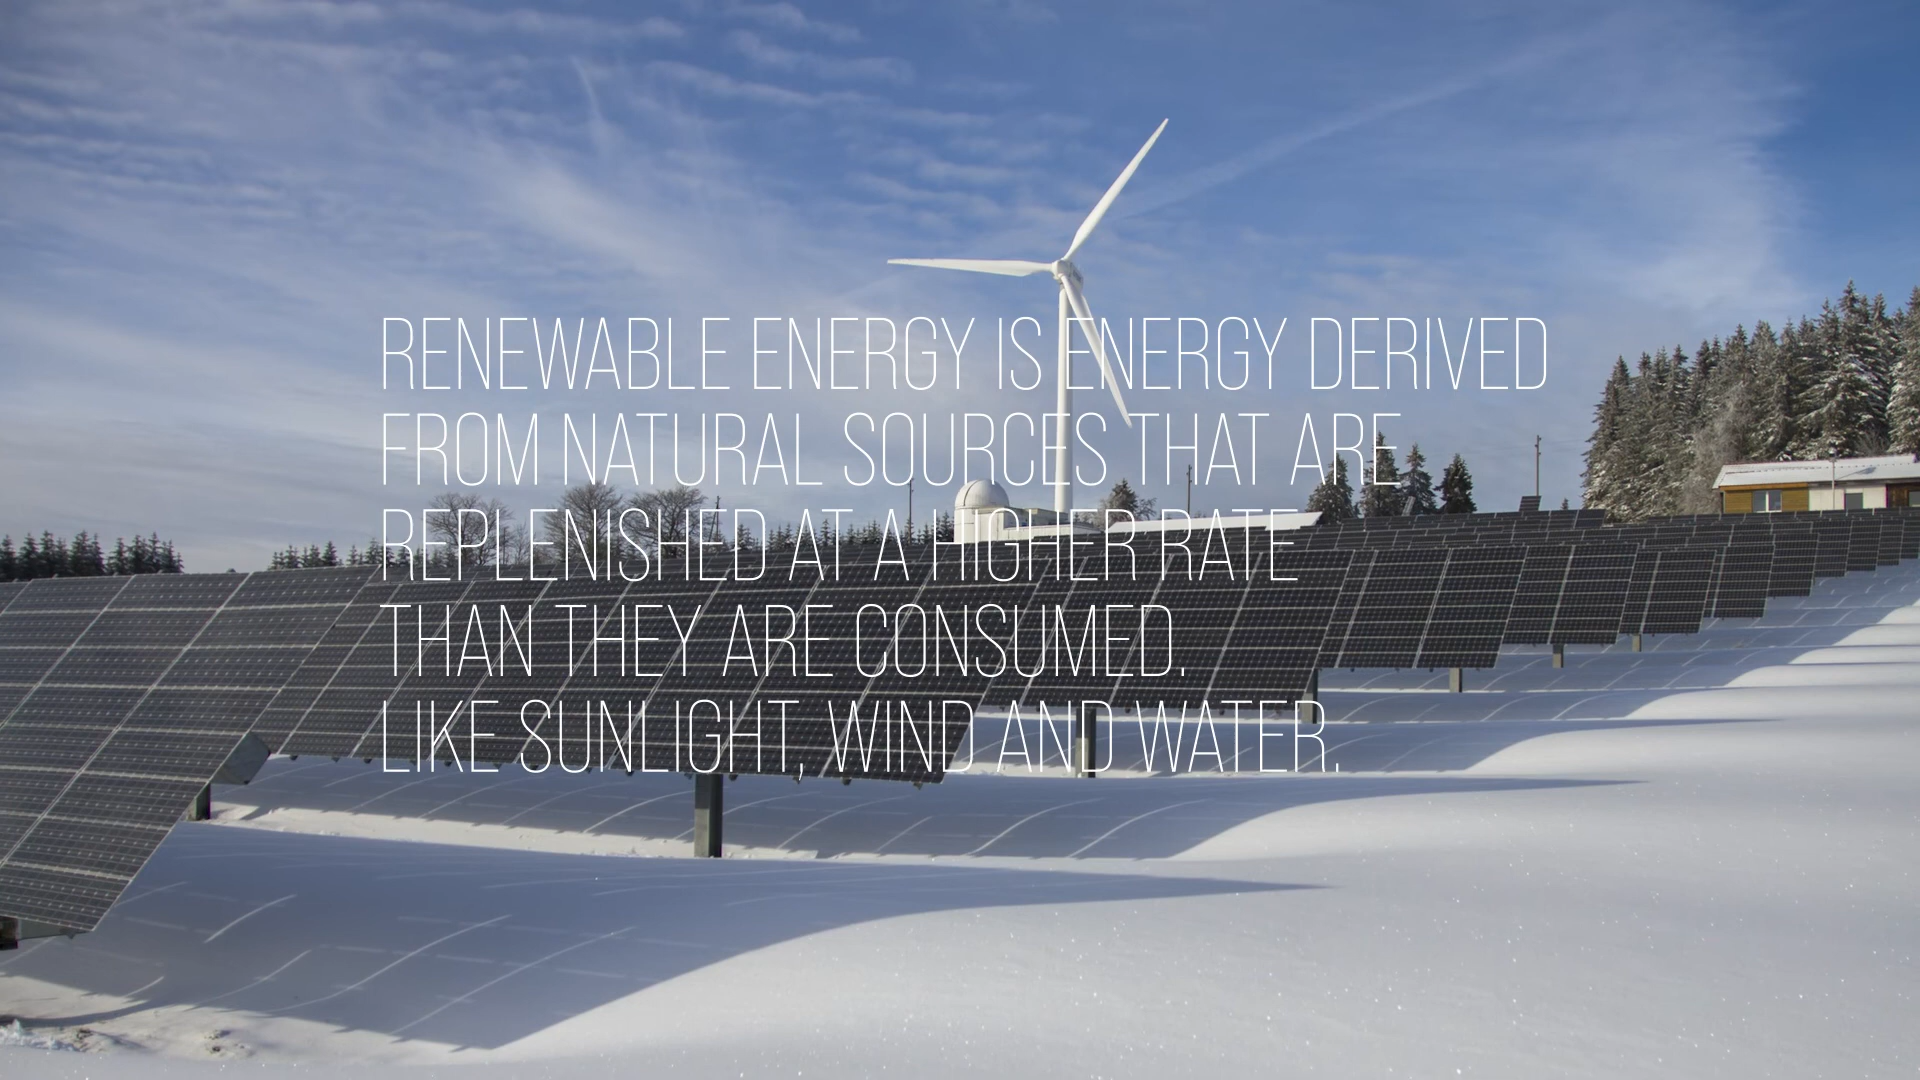 RENEWABLE ENERGY IS ENERGY DERIVED
FROM NATURAL SOURCES THAT ARE
REPLENISHED AT A HIGHER RATE
THAN THEY ARE CONSUMED.
LIKE SUNLIGHT, WIND AND WATER.